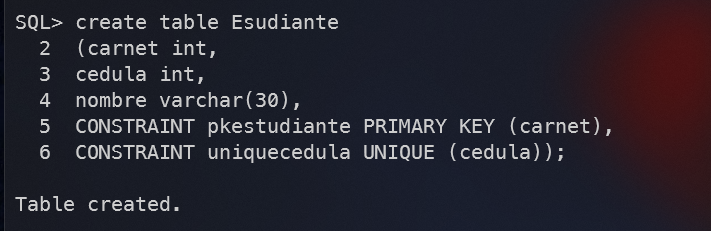 SQL> create table Esudiante
2 (carnet int,
3 cedula int,
4 nombre varchar(30),
5 CONSTRAINT pkestudiante PRIMARY KEY (carnet),
6 CONSTRAINT uniquecedula UNIQUE (cedula));
Table created.